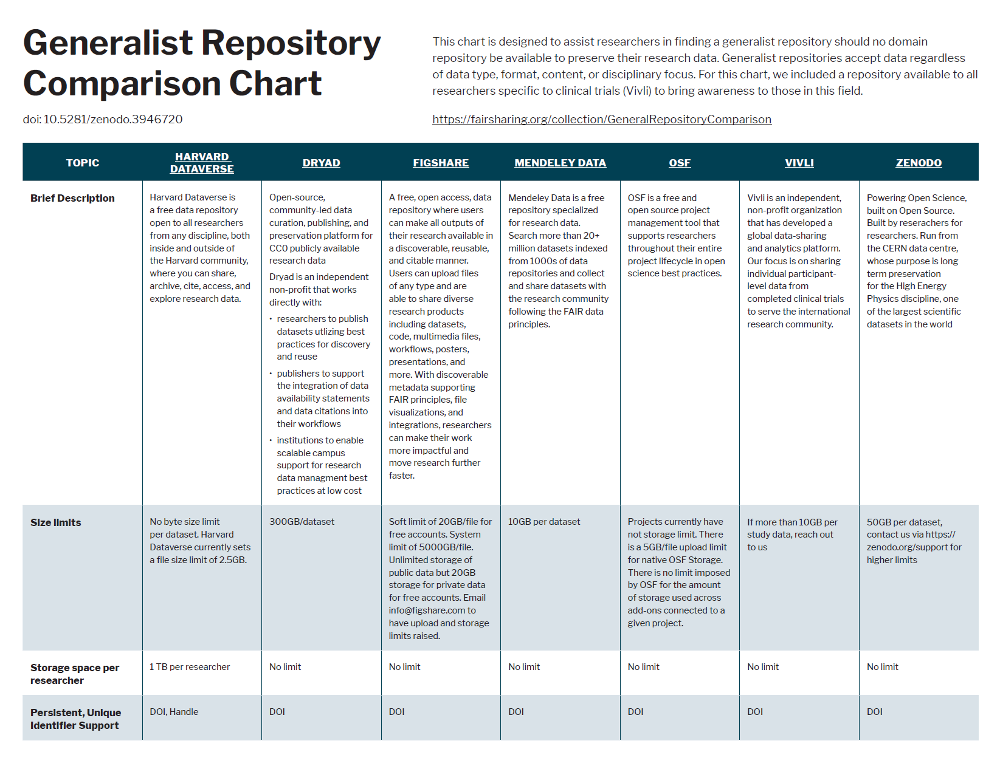 Generalist Repository
Comparison Chart
doi: 10.5281/zenodo.3946720
This chart is designed to assist researchers in finding a generalist repository should no domain
repository be available to preserve their research data. Generalist repositories accept data regardless
of data type, format, content, or disciplinary focus. For this chart, we included a repository available to all
researchers specific to clinical trials (Vivli) to bring awareness to those in this field.
https://fairsharing.org/collection/GeneralRepositoryComparison
TOPIC
HARVARD
DATAVERSE
DRYAD
FIGSHARE
MENDELEY DATA
OSF
VIVLI
ZENODO
Brief Description
Harvard Dataverse is
a free data repository
open to all researchers
from any discipline, both
inside and outside of
the Harvard community,
where you can share,
archive, cite, access, and
explore research data.
Open-source,
community-led data
curation, publishing, and
preservation platform for
CC0 publicly available
research data
Dryad is an independent
non-profit that works
directly with:
• researchers to publish
datasets utlizing best
practices for discovery
and reuse
• publishers to support
the integration of data
availability statements
and data citations into
their workflows
• institutions to enable
scalable campus
support for research
data managment best
practices at low cost
A free, open access, data
repository where users
can make all outputs of
their research available in
a discoverable, reusable,
and citable manner.
Users can upload files
of any type and are
able to share diverse
research products
including datasets,
code, multimedia files,
workflows, posters,
presentations, and
more. With discoverable
metadata supporting
FAIR principles, file
visualizations, and
integrations, researchers
can make their work
more impactful and
move research further
faster.
Mendeley Data is a free
repository specialized
for research data.
Search more than 20+
million datasets indexed
from 1000s of data
repositories and collect
and share datasets with
the research community
following the FAIR data
principles.
OSF is a free and
open source project
management tool that
supports researchers
throughout their entire
project lifecycle in open
science best practices.
Vivli is an independent,
non-profit organization
that has developed a
global data-sharing
and analytics platform.
Our focus is on sharing
individual participant-
level data from
completed clinical trials
to serve the international
research community.
Powering Open Science,
built on Open Source.
Built by reserachers for
researchers. Run from
the CERN data centre,
whose purpose is long
term preservation
for the High Energy
Physics discipline, one
of the largest scientific
datasets in the world
Size limits
No byte size limit
per dataset. Harvard
Dataverse currently sets
a file size limit of 2.5GB.
300GB/dataset
Soft limit of 20GB/file for
free accounts. System
limit of 5000GB/file.
Unlimited storage of
public data but 20GB
storage for private data
for free accounts. Email
info@figshare.com to
have upload and storage
limits raised.
10GB per dataset
Projects currently have
not storage limit. There
is a 5GB/file upload limit
for native OSF Storage.
There is no limit imposed
by OSF for the amount
of storage used across
add-ons connected to a
given project.
If more than 10GB per
study data, reach out
to us
50GB per dataset,
contact us via https://
zenodo.org/support for
higher limits
Storage space per
researcher
1 TB per researcher
No limit
No limit
No limit
No limit
No limit
No limit
Persistent, Unique
Identifier Support
DOI, Handle
DOI
DOI
DOI
DOI
DOI
DOI